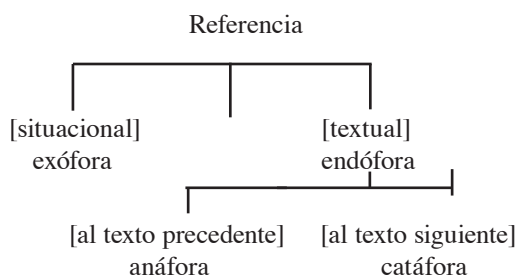 Referencia
[situacional] [textual]
exófora endófora
[al texto precedente] [al texto siguiente]
anáfora catáfora